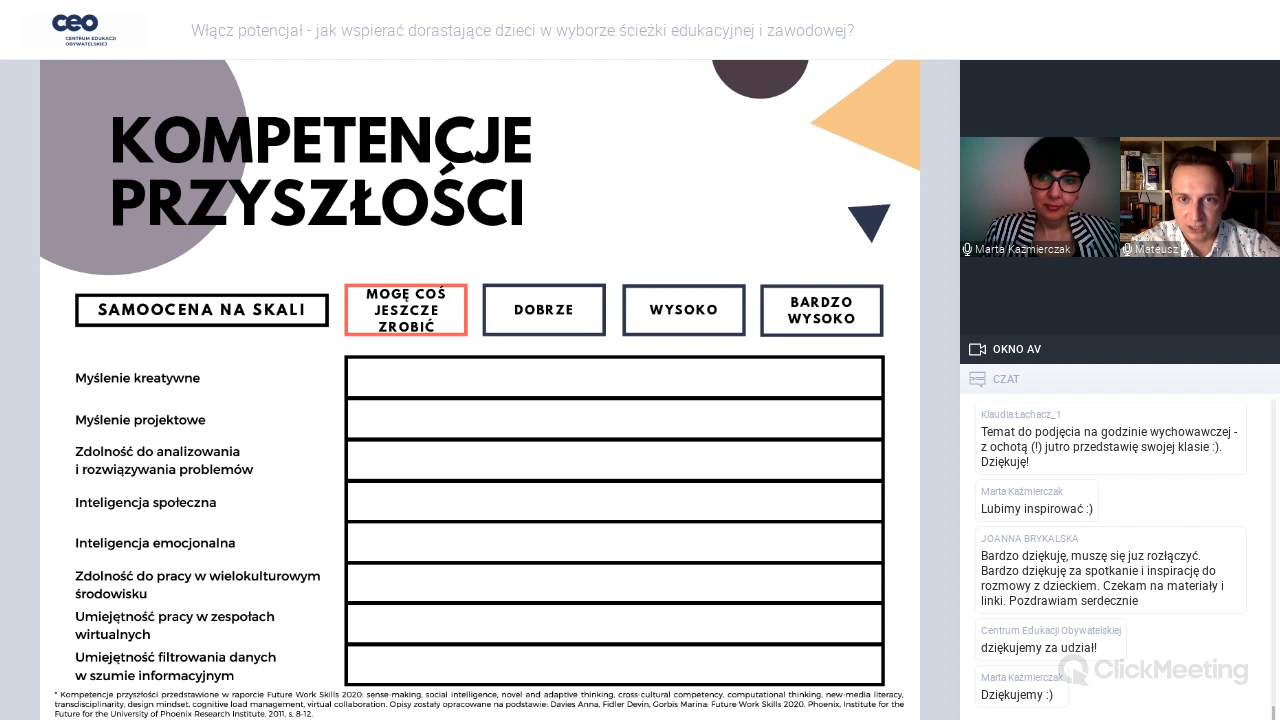 ceo
CENTRUM EDUKACJI
OBYWATELSKIEJ
Włącz potencjał - jak wspierać dorastające dzieci w wyborze ścieżki edukacyjnej i zawodowej?
KOMPETENCJE
PRZYSZŁOŚCI
SAMOOCENA NA SKALI
MOGĘ COŚ
JESZCZE
ZROBIĆ
DOBRZE
WYSOKO
BARDZO
WYSOKO
Myślenie kreatywne
Myślenie projektowe
Zdolność do analizowania
i rozwiązywania problemów
Inteligencja społeczna
Inteligencja emocjonalna
Zdolność do pracy w wielokulturowym
środowisku
Umiejętność pracy w zespołach
wirtualnych
Umiejętność filtrowania danych
w szumie informacyjnym
* Kompetencje przyszłości przedstawione w raporcie Future Work Skills 2020: sense-making, social intelligence, novel and adaptive thinking, cross-cultural competency, computational thinking, new-media literacy,
transdisciplinarity, design mindset, cognitive load management, virtual collaboration. Opisy zostały opracowane na podstawie: Davies Anna, Fidler Devin, Gorbis Marina: Future Work Skills 2020. Phoenix, Institute for the
Future for the University of Phoenix Research Institute, 2011, s. 8-12.
Marta Kaźmierczak
Mateusz
OKNO AV
CZAT
Klaudia Łachacz_1
Temat do podjęcia na godzinie wychowawczej -
z ochotą (!) jutro przedstawię swojej klasie :).
Dziękuję!
Marta Kaźmierczak
Lubimy inspirować :)
JOANNA BRYKALSKA
Bardzo dziękuję, muszę się juz rozłączyć.
Bardzo dziękuję za spotkanie i inspirację do
rozmowy z dzieckiem. Czekam na materiały i
linki. Pozdrawiam serdecznie
Centrum Edukacji Obywatelskiej
dziękujemy za udział!
Marta Kaźmierczak
Dziękujemy :)
ClickMeeting